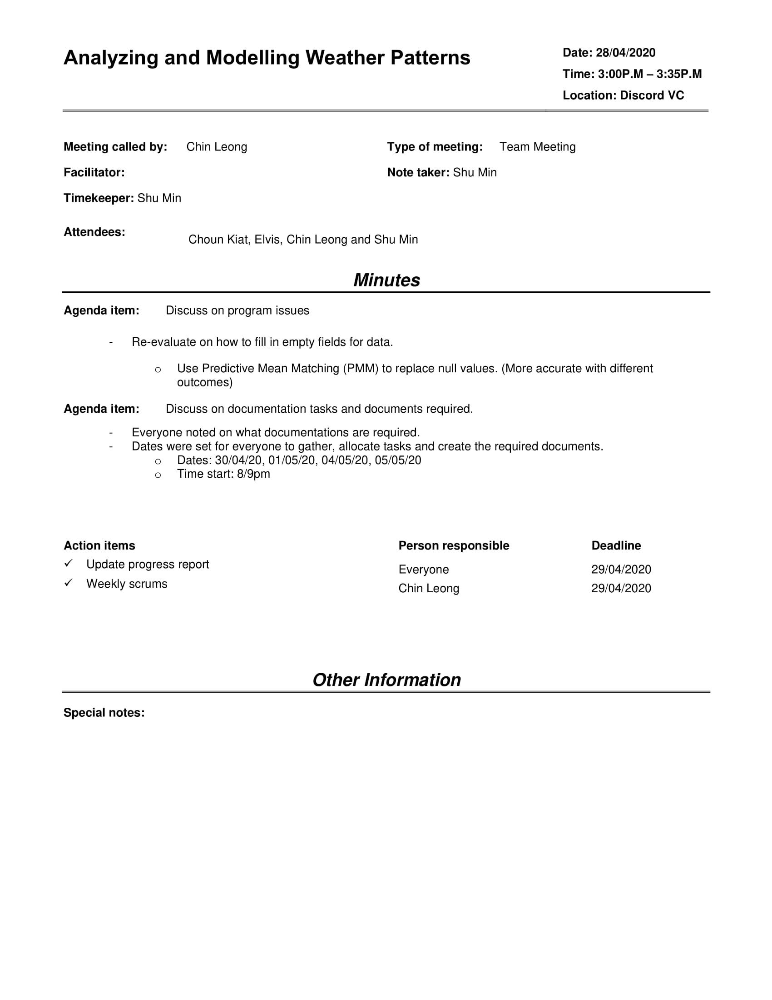 Analyzing and Modelling Weather Patterns
Date: 28/04/2020
Time: 3:00P.M – 3:35P.M
Location: Discord VC
Meeting called by: Chin Leong
Type of meeting: Team Meeting
Facilitator:
Note taker: Shu Min
Timekeeper: Shu Min
Attendees:
Choun Kiat, Elvis, Chin Leong and Shu Min
Minutes
Agenda item: Discuss on program issues
- Re-evaluate on how to fill in empty fields for data.
o Use Predictive Mean Matching (PMM) to replace null values. (More accurate with different
outcomes)
Agenda item: Discuss on documentation tasks and documents required.
- Everyone noted on what documentations are required.
- Dates were set for everyone to gather, allocate tasks and create the required documents.
o Dates: 30/04/20, 01/05/20, 04/05/20, 05/05/20
o Time start: 8/9pm
Action items Person responsible Deadline
✓ Update progress report Everyone 29/04/2020
✓ Weekly scrums Chin Leong 29/04/2020
Other Information
Special notes: